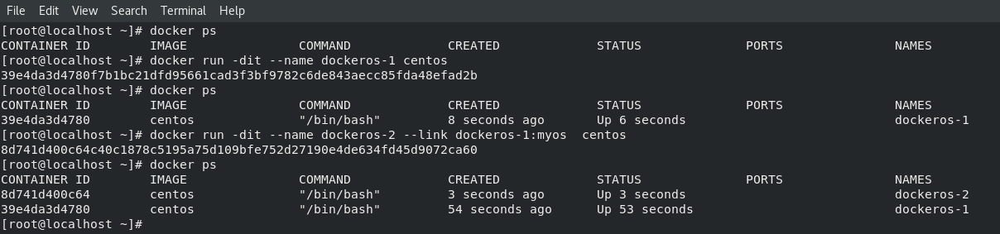 File Edit View Search Terminal Help
[root@localhost ~]# docker ps
CONTAINER ID        IMAGE               COMMAND             CREATED             STATUS              PORTS               NAMES
[root@localhost ~]# docker run -dit --name dockeros-1 centos
39e4da3d4780f7b1bc21dfd95661cad3f3bf9782c6de843aecc85fda48efad2b
[root@localhost ~]# docker ps
CONTAINER ID        IMAGE               COMMAND             CREATED             STATUS              PORTS               NAMES
39e4da3d4780        centos              "/bin/bash"         8 seconds ago       Up 6 seconds                            dockeros-1
[root@localhost ~]# docker run -dit --name dockeros-2 --link dockeros-1:myos  centos
8d741d400c64c40c1878c5195a75d109bfe752d27190e4de634fd45d9072ca60
[root@localhost ~]# docker ps
CONTAINER ID        IMAGE               COMMAND             CREATED             STATUS              PORTS               NAMES
8d741d400c64        centos              "/bin/bash"         3 seconds ago       Up 3 seconds                            dockeros-2
39e4da3d4780        centos              "/bin/bash"         54 seconds ago      Up 53 seconds                           dockeros-1
[root@localhost ~]#